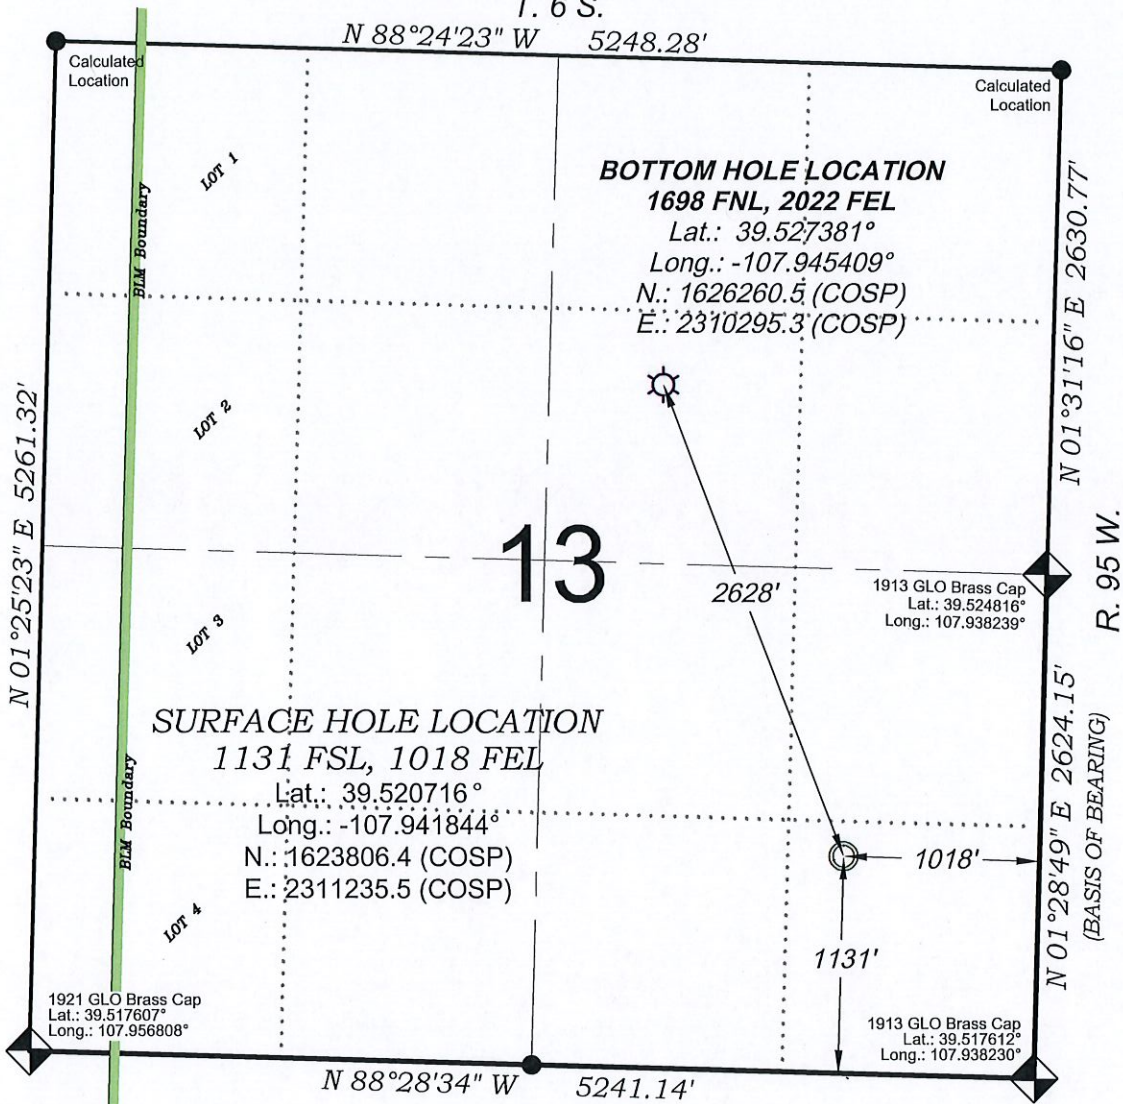 T. 6 S.
N 88°24'23" W 5248.28'
Calculated
Location
Calculated
Location
LOT 1
BLM Boundary
BOTTOM HOLE LOCATION
1698 FNL, 2022 FEL
Lat.: 39.527381°
Long.: -107.945409°
N.: 1626260.5 (COSP)
E.: 2310295.3 (COSP)
N 01°31'16" E 2630.77'
N 01°25'23" E 5261.32'
LOT 2
13
2628'
1913 GLO Brass Cap
Lat.: 39.524816°
Long.: 107.938239°
R. 95 W.
LOT 3
SURFACE HOLE LOCATION
1131 FSL, 1018 FEL
Lat.: 39.520716°
Long.: -107.941844°
N.: 1623806.4 (COSP)
E.: 2311235.5 (COSP)
BLM Boundary
N 01°28'49" E 2624.15'
(BASIS OF BEARING)
1018'
LOT 4
1131'
1921 GLO Brass Cap
Lat.: 39.517607°
Long.: 107.956808°
1913 GLO Brass Cap
Lat.: 39.517612°
Long.: 107.938230°
N 88°28'34" W 5241.14'